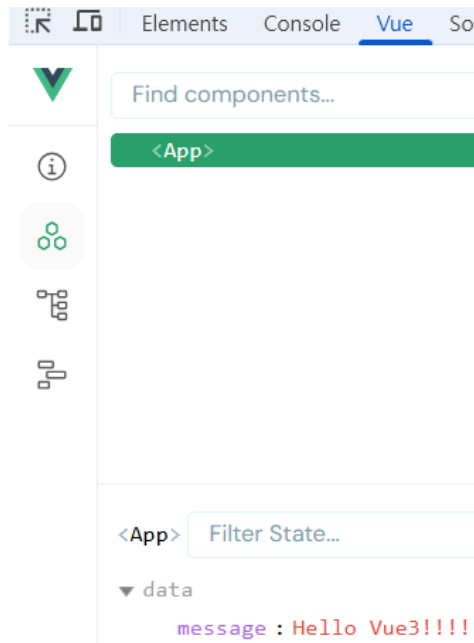 Elements Console Vue So
Find components...
<App>
<App> Filter State...
▼ data
message : Hello Vue3!!!!